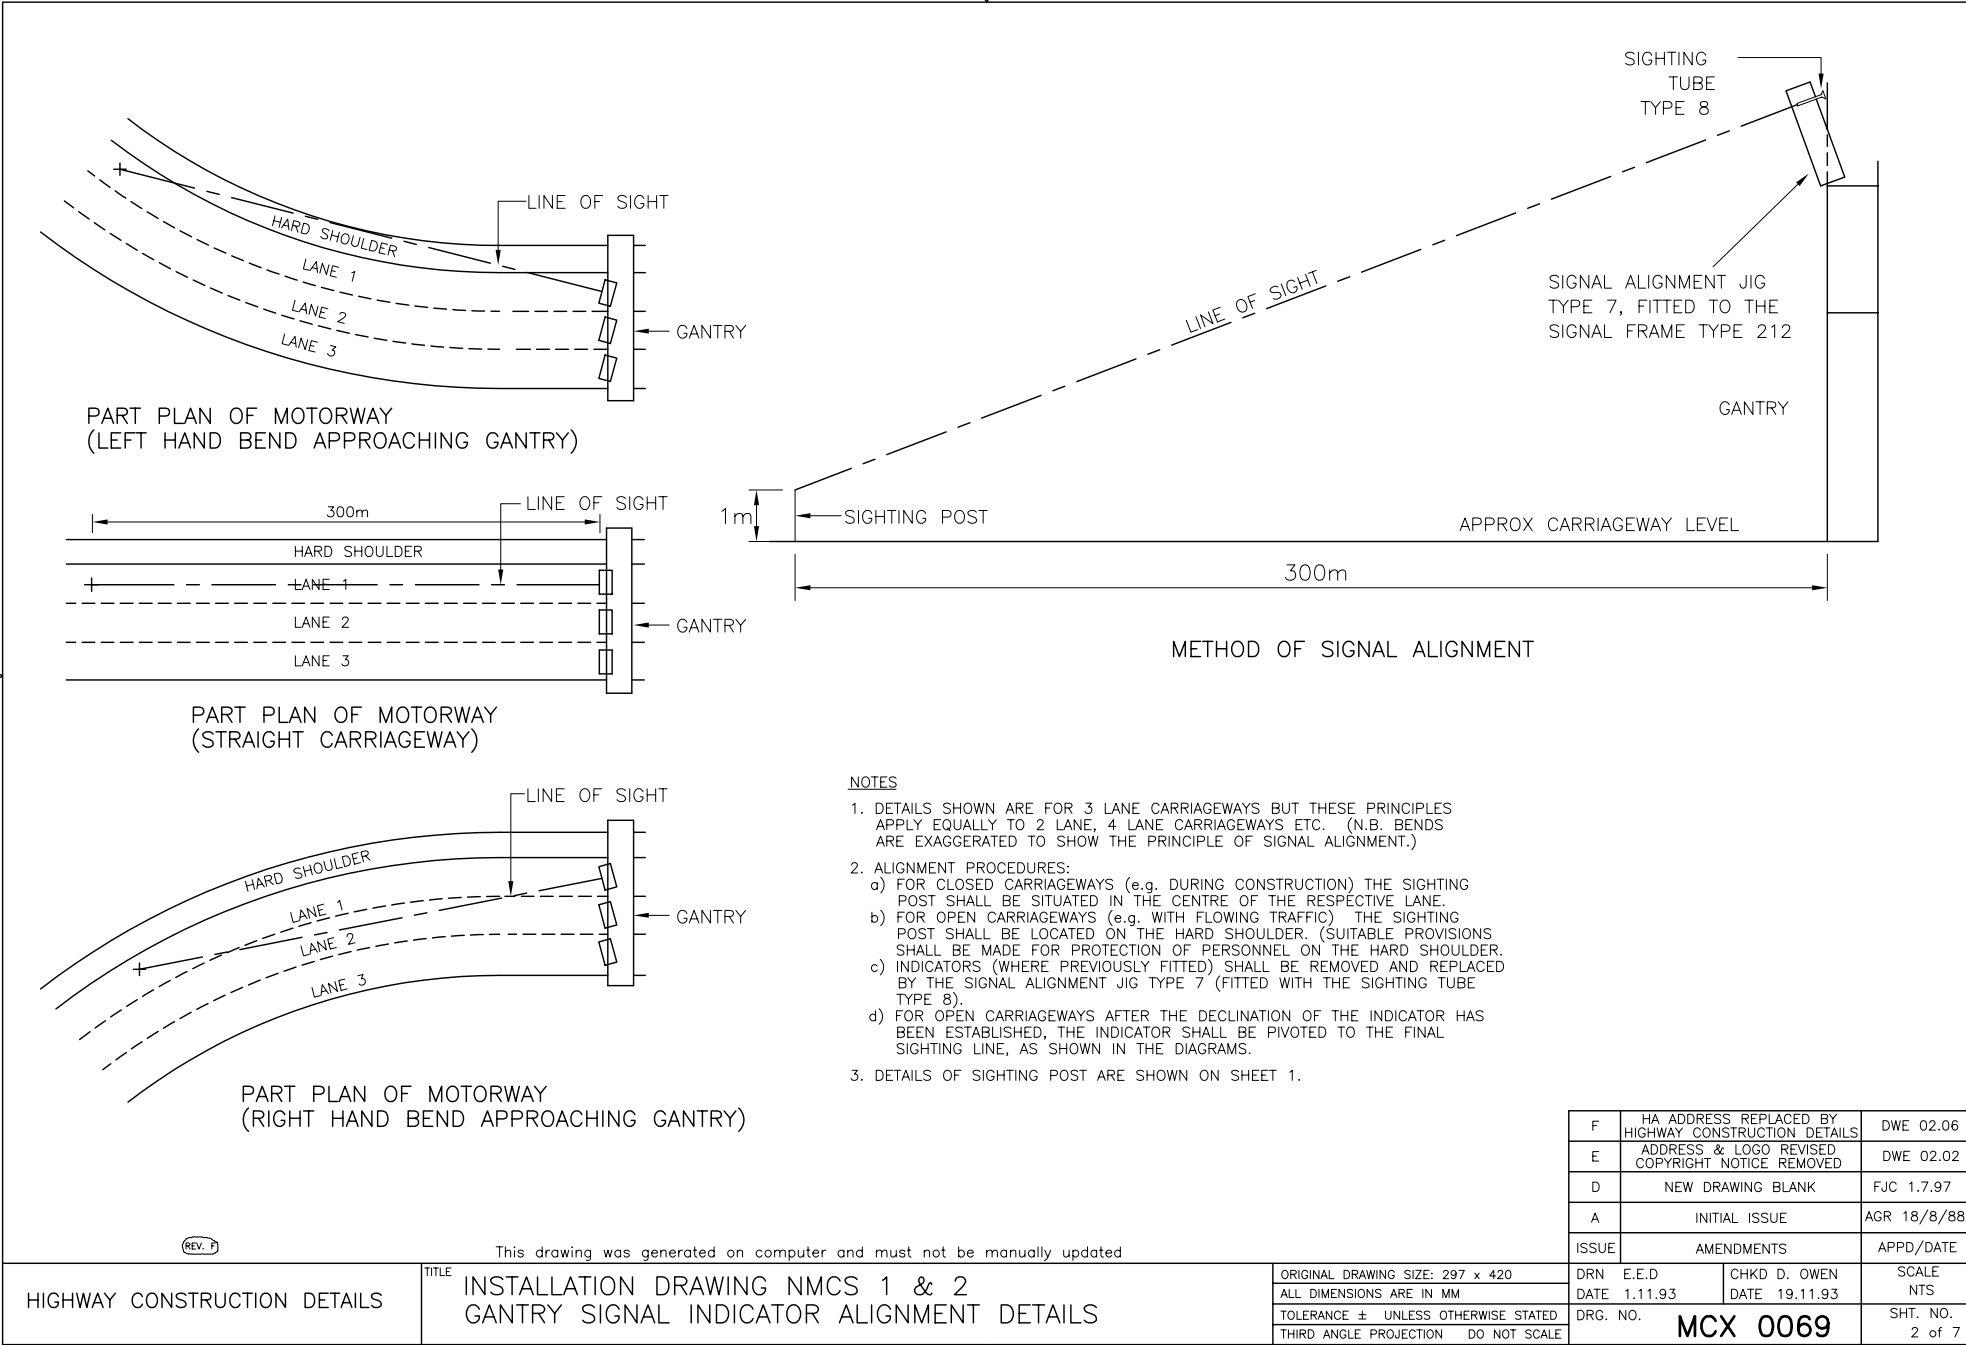 LINE OF SIGHT
HARD SHOULDER
LANE 1
LANE 2
LANE 3
GANTRY
PART PLAN OF MOTORWAY
(LEFT HAND BEND APPROACHING GANTRY)
300m
LINE OF SIGHT
HARD SHOULDER
LANE 1
LANE 2
LANE 3
GANTRY
PART PLAN OF MOTORWAY
(STRAIGHT CARRIAGEWAY)
LINE OF SIGHT
HARD SHOULDER
LANE 1
LANE 2
LANE 3
GANTRY
PART PLAN OF MOTORWAY
(RIGHT HAND BEND APPROACHING GANTRY)
SIGHTING
TUBE
TYPE 8
LINE OF SIGHT
SIGNAL ALIGNMENT JIG
TYPE 7, FITTED TO THE
SIGNAL FRAME TYPE 212
GANTRY
1m
SIGHTING POST
APPROX CARRIAGEWAY LEVEL
300m
METHOD OF SIGNAL ALIGNMENT
NOTES
1. DETAILS SHOWN ARE FOR 3 LANE CARRIAGEWAYS BUT THESE PRINCIPLES
APPLY EQUALLY TO 2 LANE, 4 LANE CARRIAGEWAYS ETC. (N.B. BENDS
ARE EXAGGERATED TO SHOW THE PRINCIPLE OF SIGNAL ALIGNMENT.)
2. ALIGNMENT PROCEDURES:
a) FOR CLOSED CARRIAGEWAYS (e.g. DURING CONSTRUCTION) THE SIGHTING
POST SHALL BE SITUATED IN THE CENTRE OF THE RESPECTIVE LANE.
b) FOR OPEN CARRIAGEWAYS (e.g. WITH FLOWING TRAFFIC) THE SIGHTING
POST SHALL BE LOCATED ON THE HARD SHOULDER. (SUITABLE PROVISIONS
SHALL BE MADE FOR PROTECTION OF PERSONNEL ON THE HARD SHOULDER.
c) INDICATORS (WHERE PREVIOUSLY FITTED) SHALL BE REMOVED AND REPLACED
BY THE SIGNAL ALIGNMENT JIG TYPE 7 (FITTED WITH THE SIGHTING TUBE
TYPE 8).
d) FOR OPEN CARRIAGEWAYS AFTER THE DECLINATION OF THE INDICATOR HAS
BEEN ESTABLISHED, THE INDICATOR SHALL BE PIVOTED TO THE FINAL
SIGHTING LINE, AS SHOWN IN THE DIAGRAMS.
3. DETAILS OF SIGHTING POST ARE SHOWN ON SHEET 1.
F HA ADDRESS REPLACED BY DWE 02.06
HIGHWAY CONSTRUCTION DETAILS
E ADDRESS & LOGO REVISED DWE 02.02
COPYRIGHT NOTICE REMOVED
D NEW DRAWING BLANK FJC 1.7.97
A INITIAL ISSUE AGR 18/8/88
ISSUE AMENDMENTS APPD/DATE
REV. F
This drawing was generated on computer and must not be manually updated
HIGHWAY CONSTRUCTION DETAILS
TITLE INSTALLATION DRAWING NMCS 1 & 2
GANTRY SIGNAL INDICATOR ALIGNMENT DETAILS
ORIGINAL DRAWING SIZE: 297 x 420
ALL DIMENSIONS ARE IN MM
TOLERANCE ± UNLESS OTHERWISE STATED
THIRD ANGLE PROJECTION DO NOT SCALE
DRN E.E.D CHKD D. OWEN SCALE
DATE 1.11.93 DATE 19.11.93 NTS
DRG. NO. MCX 0069 SHT. NO.
2 of 7